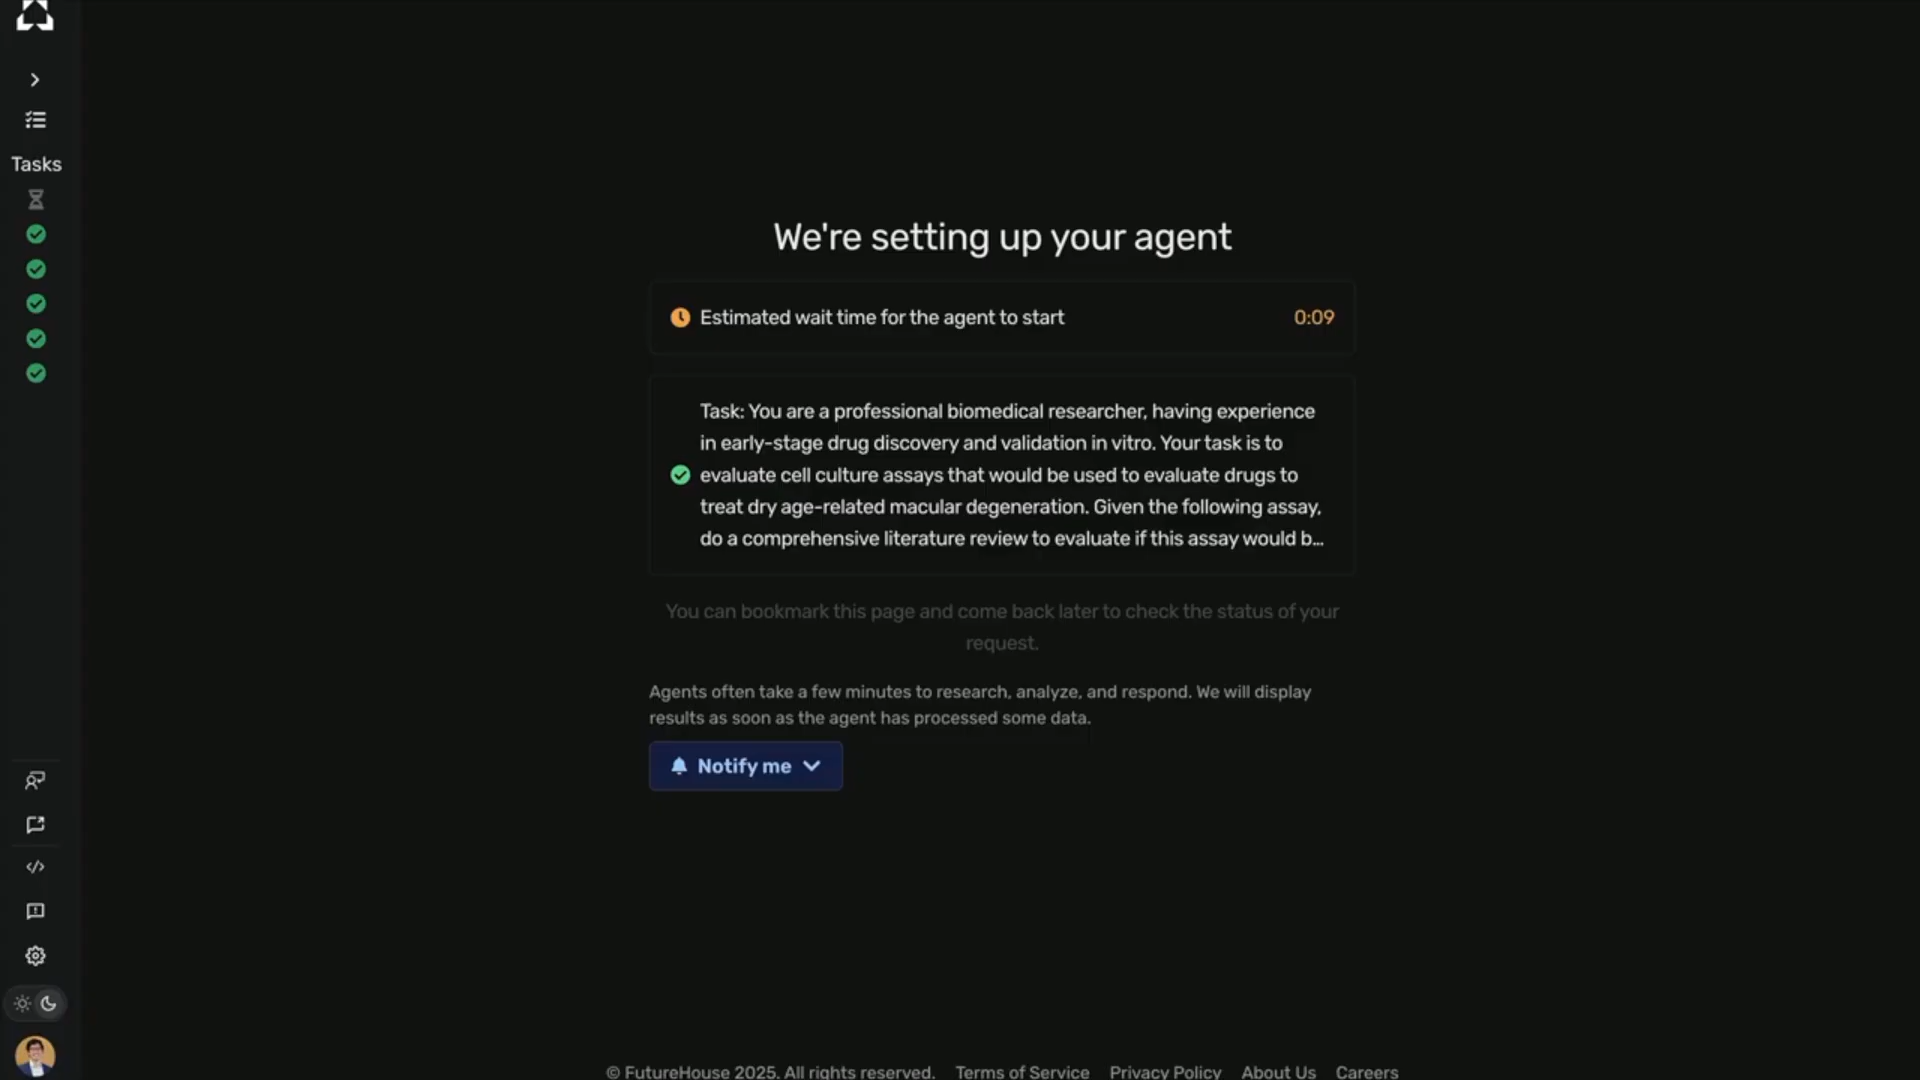 Tasks
We're setting up your agent
Estimated wait time for the agent to start
0:09
Task: You are a professional biomedical researcher, having experience
in early-stage drug discovery and validation in vitro. Your task is to
evaluate cell culture assays that would be used to evaluate drugs to
treat dry age-related macular degeneration. Given the following assay,
do a comprehensive literature review to evaluate if this assay would b...
You can bookmark this page and come back later to check the status of your
request.
Agents often take a few minutes to research, analyze, and respond. We will display
results as soon as the agent has processed some data.
Notify me
© FutureHouse 2025. All rights reserved. Terms of Service Privacy Policy About Us Careers